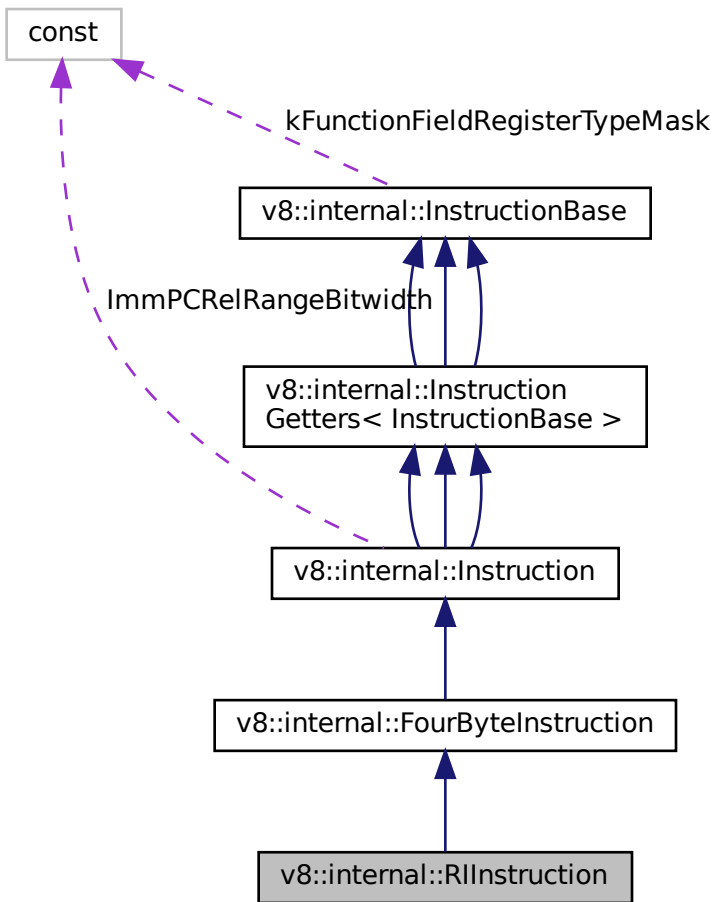 const
kFunctionFieldRegisterTypeMask
v8::internal::InstructionBase
ImmPCRelRangeBitwidth
v8::internal::Instruction
Getters< InstructionBase >
v8::internal::Instruction
v8::internal::FourByteInstruction
v8::internal::RIInstruction